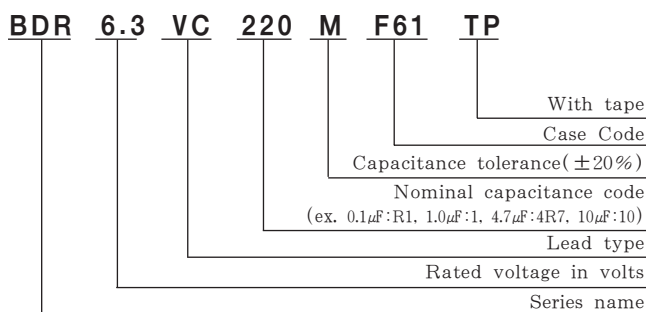 BDR 6.3 VC 220 M F61 TP
With tape
Case Code
Capacitance tolerance(±20%)
Nominal capacitance code
(ex. 0.1μF:R1, 1.0μF:1, 4.7μF:4R7, 10μF:10)
Lead type
Rated voltage in volts
Series name